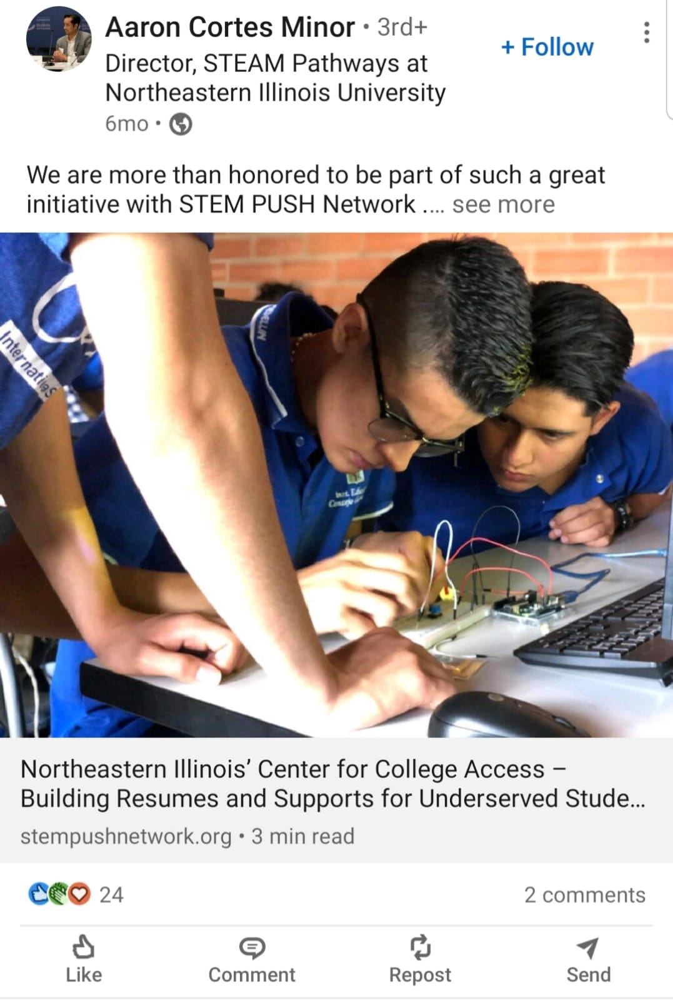 Aaron Cortes Minor • 3rd+
+ Follow
Director, STEAM Pathways at
Northeastern Illinois University
6mo •
We are more than honored to be part of such a great
initiative with STEM PUSH Network .... see more
Inst. 
Concejo
Northeastern Illinois’ Center for College Access –
Building Resumes and Supports for Underserved Stude...
stempushnetwork.org • 3 min read
24
2 comments
Like
Comment
Repost
Send